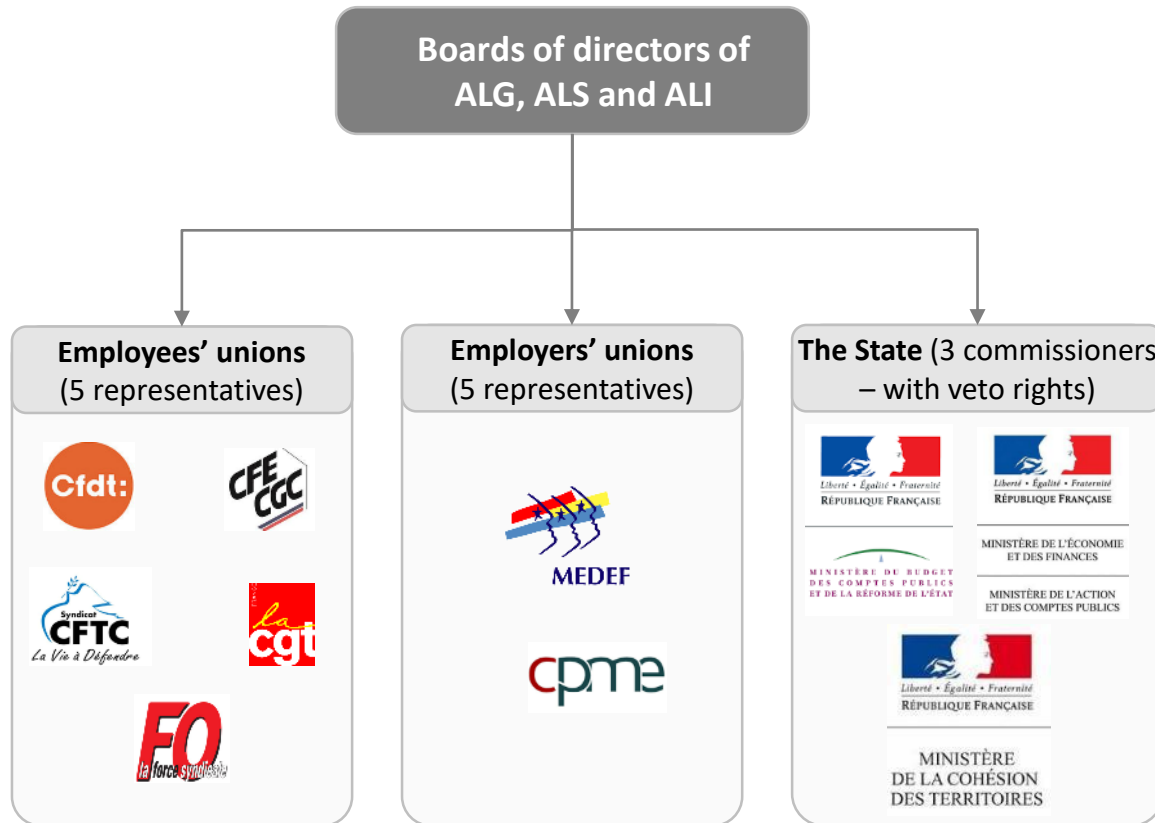 Boards of directors of
ALG, ALS and ALI
Employees’ unions
(5 representatives)
Cfdt:
CFE
CGC
Syndicat
CFTC
La Vie à Défendre
la
cgt
FO
la force syndicale
Employers’ unions
(5 representatives)
MEDEF
cpme
The State (3 commissioners
– with veto rights)
Liberté • Égalité • Fraternité
RÉPUBLIQUE FRANÇAISE
MINISTÈRE DU BUDGET
DES COMPTES PUBLICS
ET DE LA RÉFORME DE L’ÉTAT
Liberté • Égalité • Fraternité
RÉPUBLIQUE FRANÇAISE
MINISTÈRE DE L’ÉCONOMIE
ET DES FINANCES
MINISTÈRE DE L’ACTION
ET DES COMPTES PUBLICS
Liberté • Égalité • Fraternité
RÉPUBLIQUE FRANÇAISE
MINISTÈRE
DE LA COHÉSION
DES TERRITOIRES